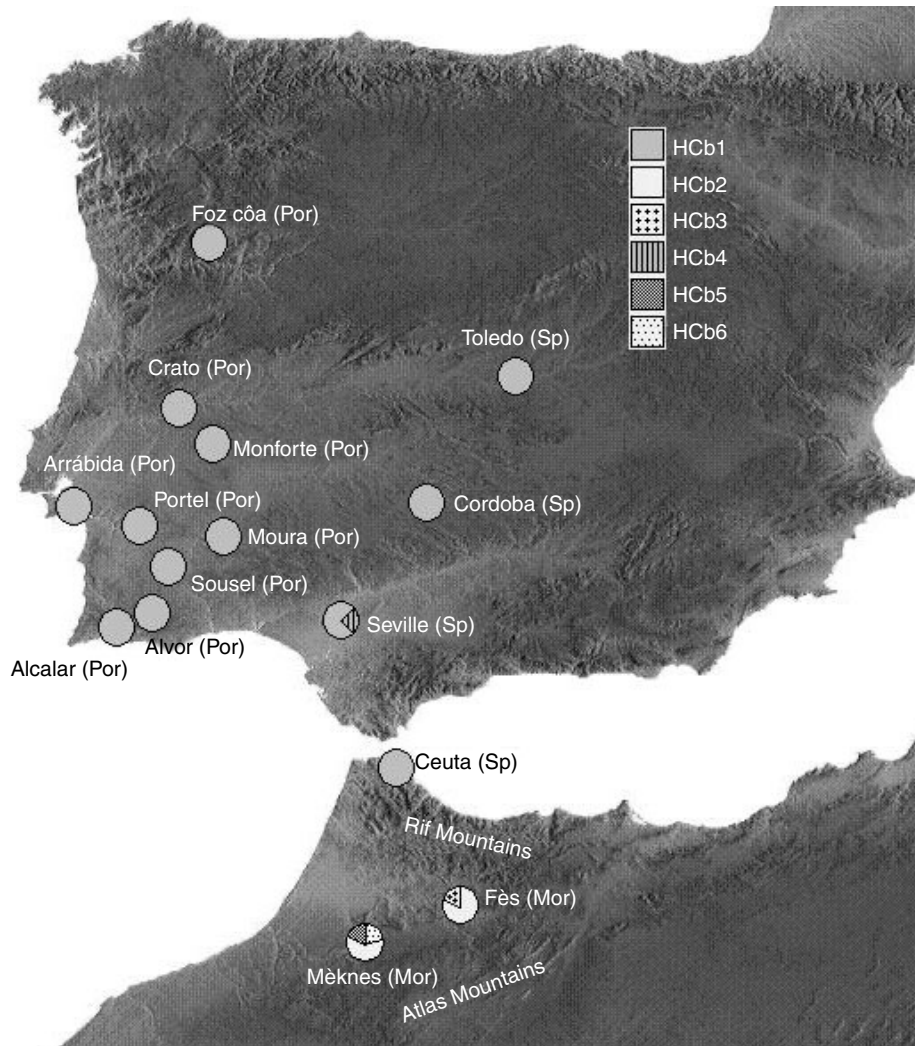 HCb1
HCb2
HCb3
HCb4
HCb5
HCb6
Foz côa (Por)
Toledo (Sp)
Crato (Por)
Monforte (Por)
Arrábida (Por)
Portel (Por)
Cordoba (Sp)
Moura (Por)
Sousel (Por)
Seville (Sp)
Alvor (Por)
Alcalar (Por)
Ceuta (Sp)
Rif Mountains
Fès (Mor)
Mèknes (Mor)
Atlas Mountains